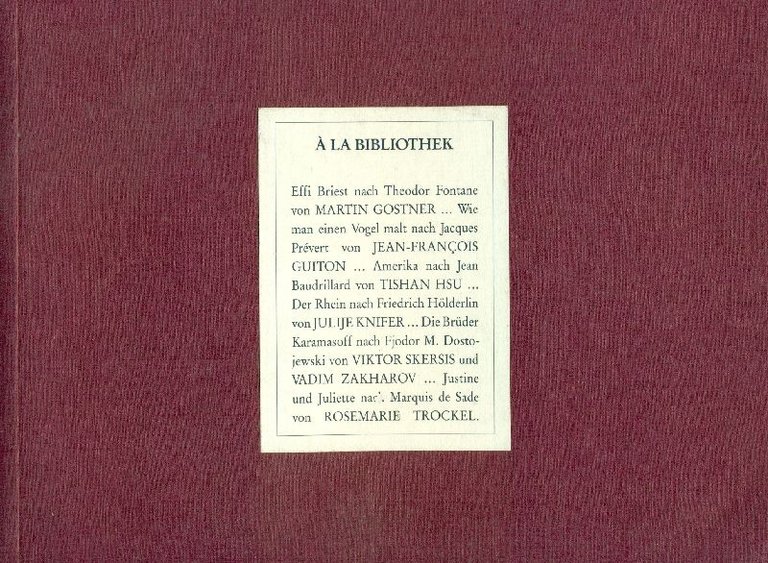 À LA BIBLIOTHEK
Effi Briest nach Theodor Fontane
von MARTIN GOSTNER ... Wie
man einen Vogel malt nach Jacques
Prévert von JEAN-FRANÇOIS
GUITON ... Amerika nach Jean
Baudrillard von TISHAN HSU ...
Der Rhein nach Friedrich Hölderlin
von JULIJE KNIFER ... Die Brüder
Karamasoff nach Fjodor M. Dosto-
jewski von VIKTOR SKERSIS und
VADIM ZAKHAROV ... Justine
und Juliette Marquis de Sade
von ROSEMARIE TROCKEL.